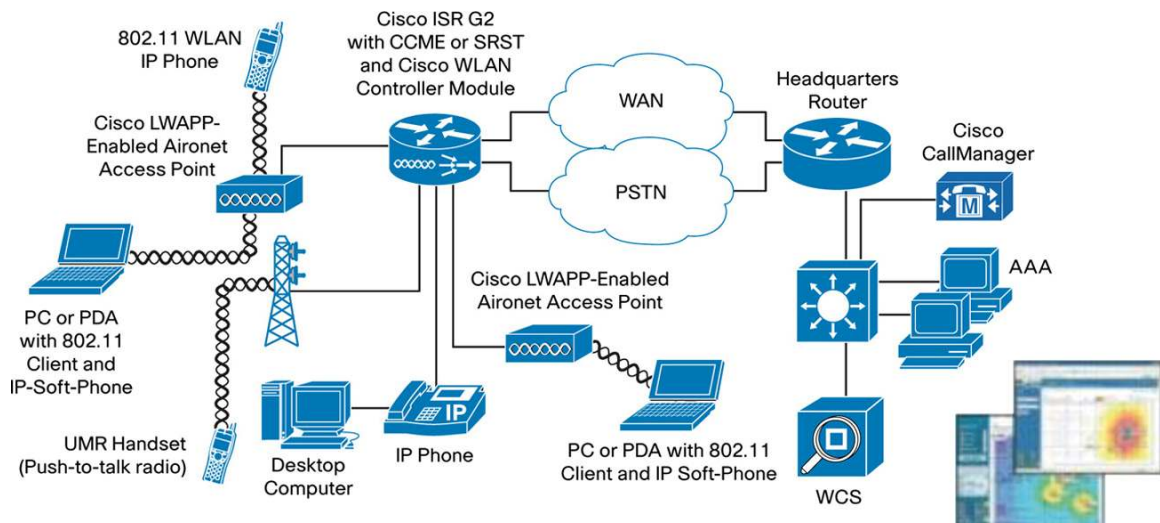 802.11 WLAN
IP Phone
Cisco ISR G2
with CCME or SRST
and Cisco WLAN
Controller Module
Cisco LWAPP-
Enabled Aironet
Access Point
WAN
PSTN
Headquarters
Router
Cisco
CallManager
M
AAA
Cisco LWAPP-Enabled
Aironet Access Point
PC or PDA
with 802.11
Client and
IP-Soft-Phone
UMR Handset
(Push-to-talk radio)
Desktop
Computer
IP
IP Phone
PC or PDA with 802.11
Client and IP Soft-Phone
WCS